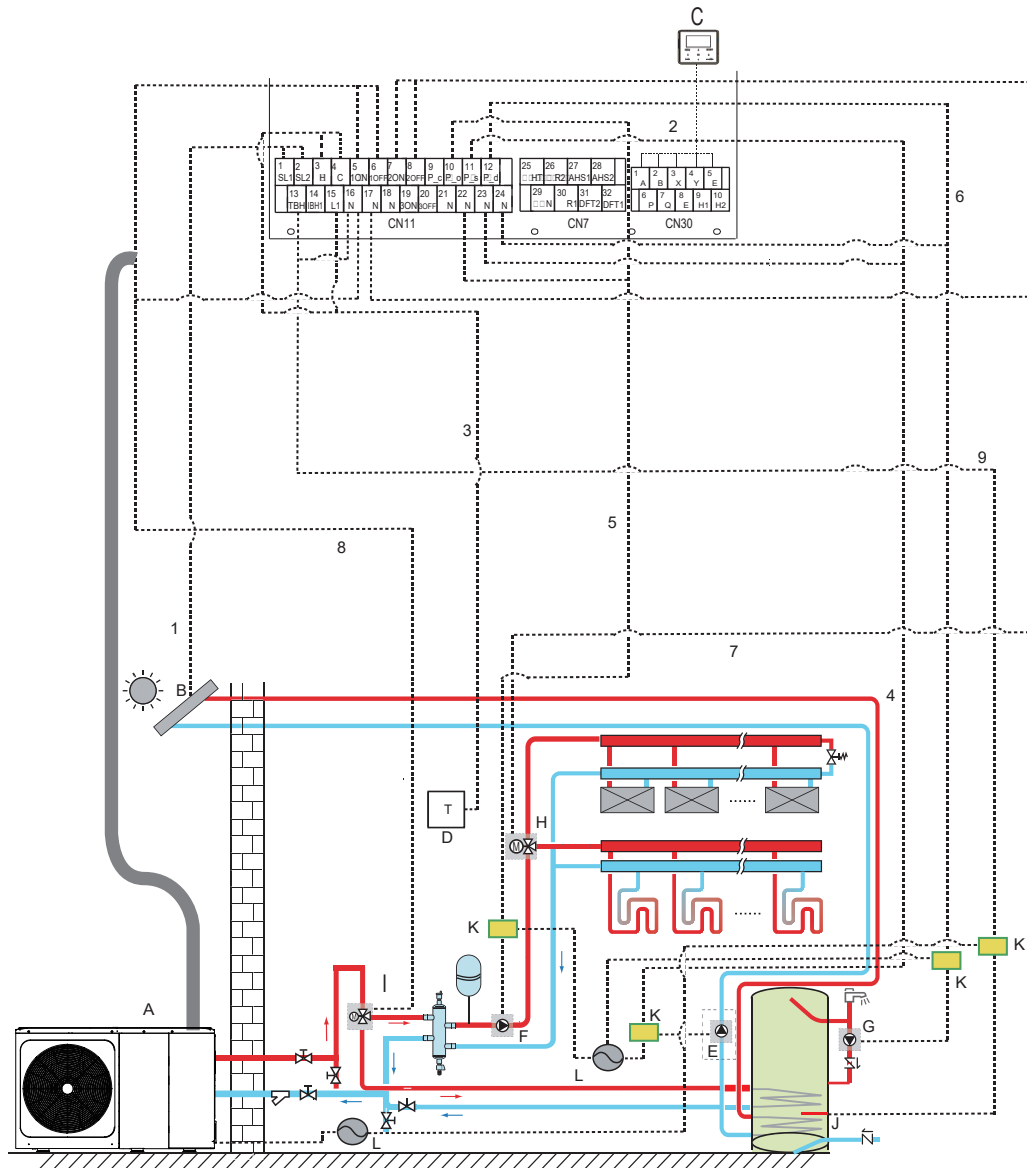 C
2
1 2 3 4 5 6 7 8 9 10 11 12
SL1 SL2 H C 1ON 1OFF 2ON 2OFF P_c P_o P_s P_d
13 14 15 16 17 18 19 20 21 22 23 24
TBH IBH1 L1 N N N 3ON 3OFF N N N N
CN11
25 26 27 28
HT R2 AHS1 AHS2
29 30 31 32
N R1 DFT2 DFT1
CN7
1 2 3 4 5
A B X Y E
6 7 8 9 10
P Q E H1 H2
CN30
6
3
9
5
8
1
7
B
4
T
D
M
H
K
K
I
M
K
A
F
K
G
E
L
L
J